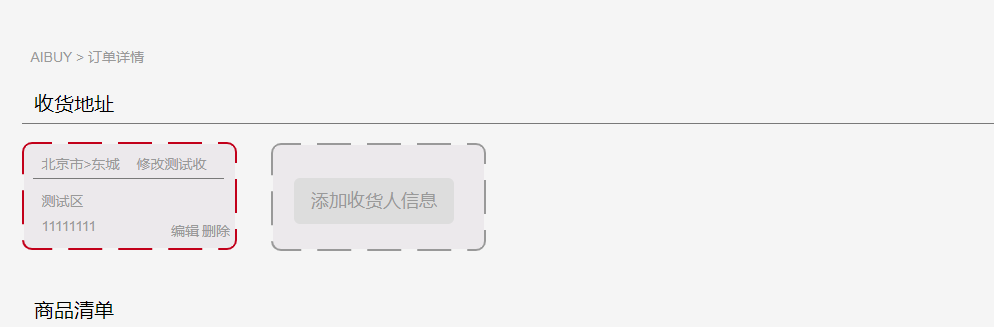 AIBUY > 订单详情
收货地址
北京市>东城 修改测试收
测试区
11111111
编辑 删除
添加收货人信息
商品清单